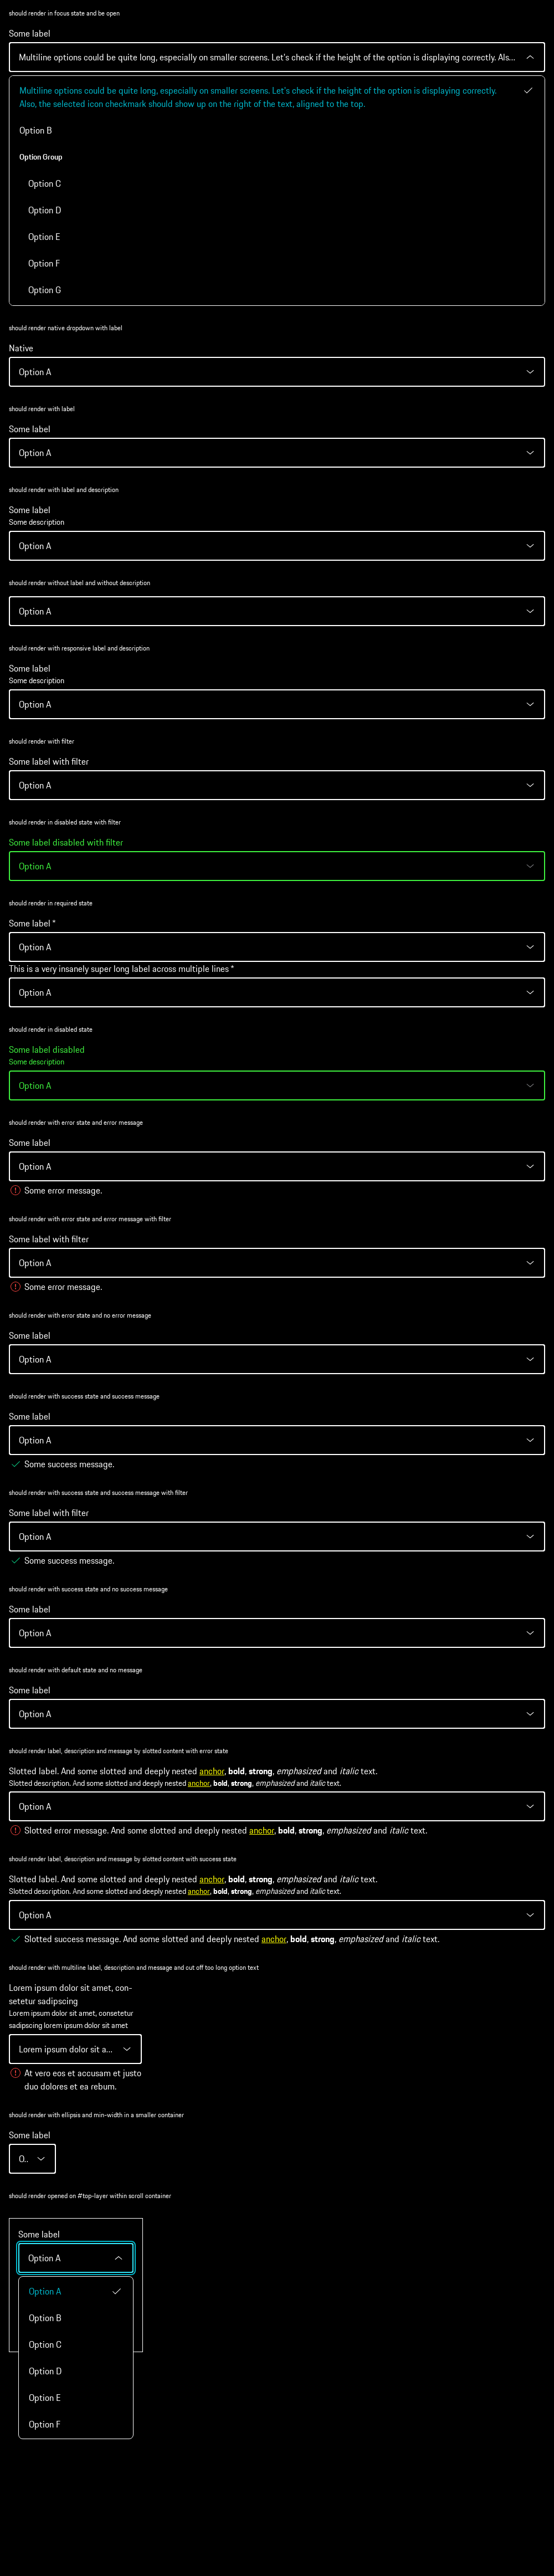 should render in focus state and be open
Some label
Multiline options could be quite long, especially on smaller screens. Let's check if the height of the option is displaying correctly. Als...
Multiline options could be quite long, especially on smaller screens. Let's check if the height of the option is displaying correctly.
Also, the selected icon checkmark should show up on the right of the text, aligned to the top.
Option B
Option Group
Option C
Option D
Option E
Option F
Option G
should render native dropdown with label
Native
Option A
should render with label
Some label
Option A
should render with label and description
Some label
Some description
Option A
should render without label and without description
Option A
should render with responsive label and description
Some label
Some description
Option A
should render with filter
Some label with filter
Option A
should render in disabled state with filter
Some label disabled with filter
Option A
should render in required state
Some label *
Option A
This is a very insanely super long label across multiple lines *
Option A
should render in disabled state
Some label disabled
Some description
Option A
should render with error state and error message
Some label
Option A
Some error message.
should render with error state and error message with filter
Some label with filter
Option A
Some error message.
should render with error state and no error message
Some label
Option A
should render with success state and success message
Some label
Option A
Some success message.
should render with success state and success message with filter
Some label with filter
Option A
Some success message.
should render with success state and no success message
Some label
Option A
should render with default state and no message
Some label
Option A
should render label, description and message by slotted content with error state
Slotted label. And some slotted and deeply nested anchor, bold, strong, emphasized and italic text.
Slotted description. And some slotted and deeply nested anchor, bold, strong, emphasized and italic text.
Option A
Slotted error message. And some slotted and deeply nested anchor, bold, strong, emphasized and italic text.
should render label, description and message by slotted content with success state
Slotted label. And some slotted and deeply nested anchor, bold, strong, emphasized and italic text.
Slotted description. And some slotted and deeply nested anchor, bold, strong, emphasized and italic text.
Option A
Slotted success message. And some slotted and deeply nested anchor, bold, strong, emphasized and italic text.
should render with multiline label, description and message and cut off too long option text
Lorem ipsum dolor sit amet, con-
setetur sadipscing
Lorem ipsum dolor sit amet, consetetur
sadipscing lorem ipsum dolor sit amet
Lorem ipsum dolor sit a...
At vero eos et accusam et justo
duo dolores et ea rebum.
should render with ellipsis and min-width in a smaller container
Some label
O..
should render opened on #top-layer within scroll container
Some label
Option A
Option A
Option B
Option C
Option D
Option E
Option F